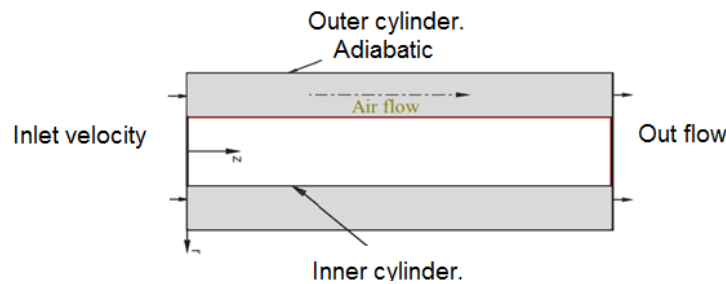 Outer cylinder.
Adiabatic
Air flow
Inlet velocity
Out flow
z
r
Inner cylinder.